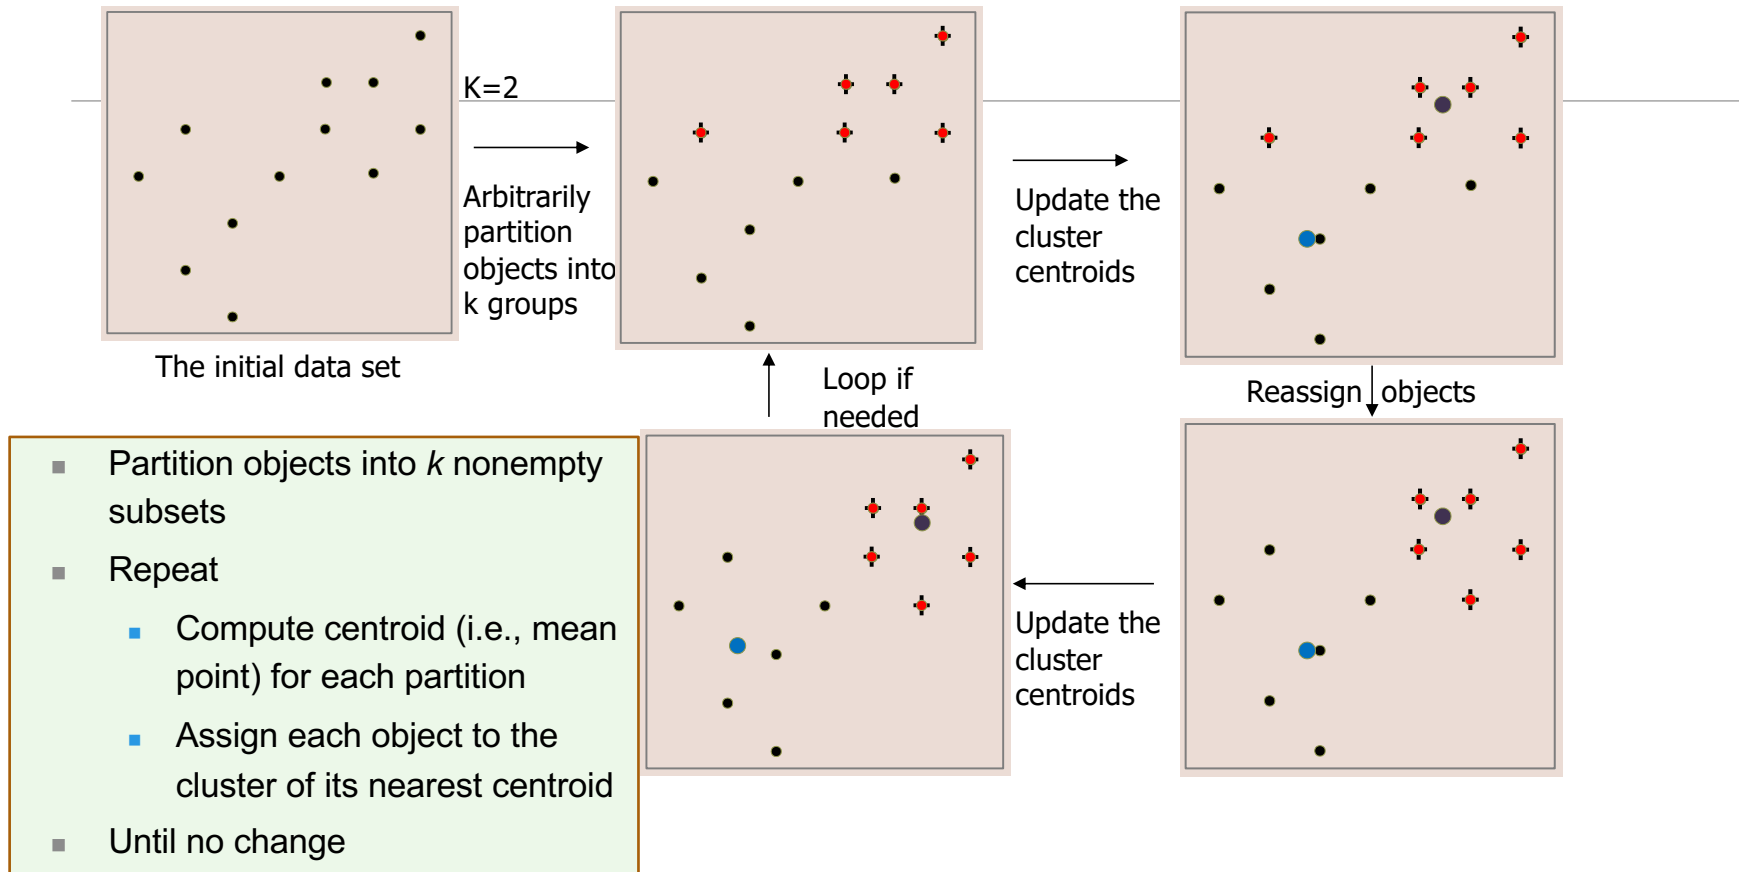 K=2
Arbitrarily
partition
objects into
k groups
Update the
cluster
centroids
The initial data set
Loop if
needed
Reassign objects
Update the
cluster
centroids
Partition objects into k nonempty
subsets
Repeat
Compute centroid (i.e., mean
point) for each partition
Assign each object to the
cluster of its nearest centroid
Until no change